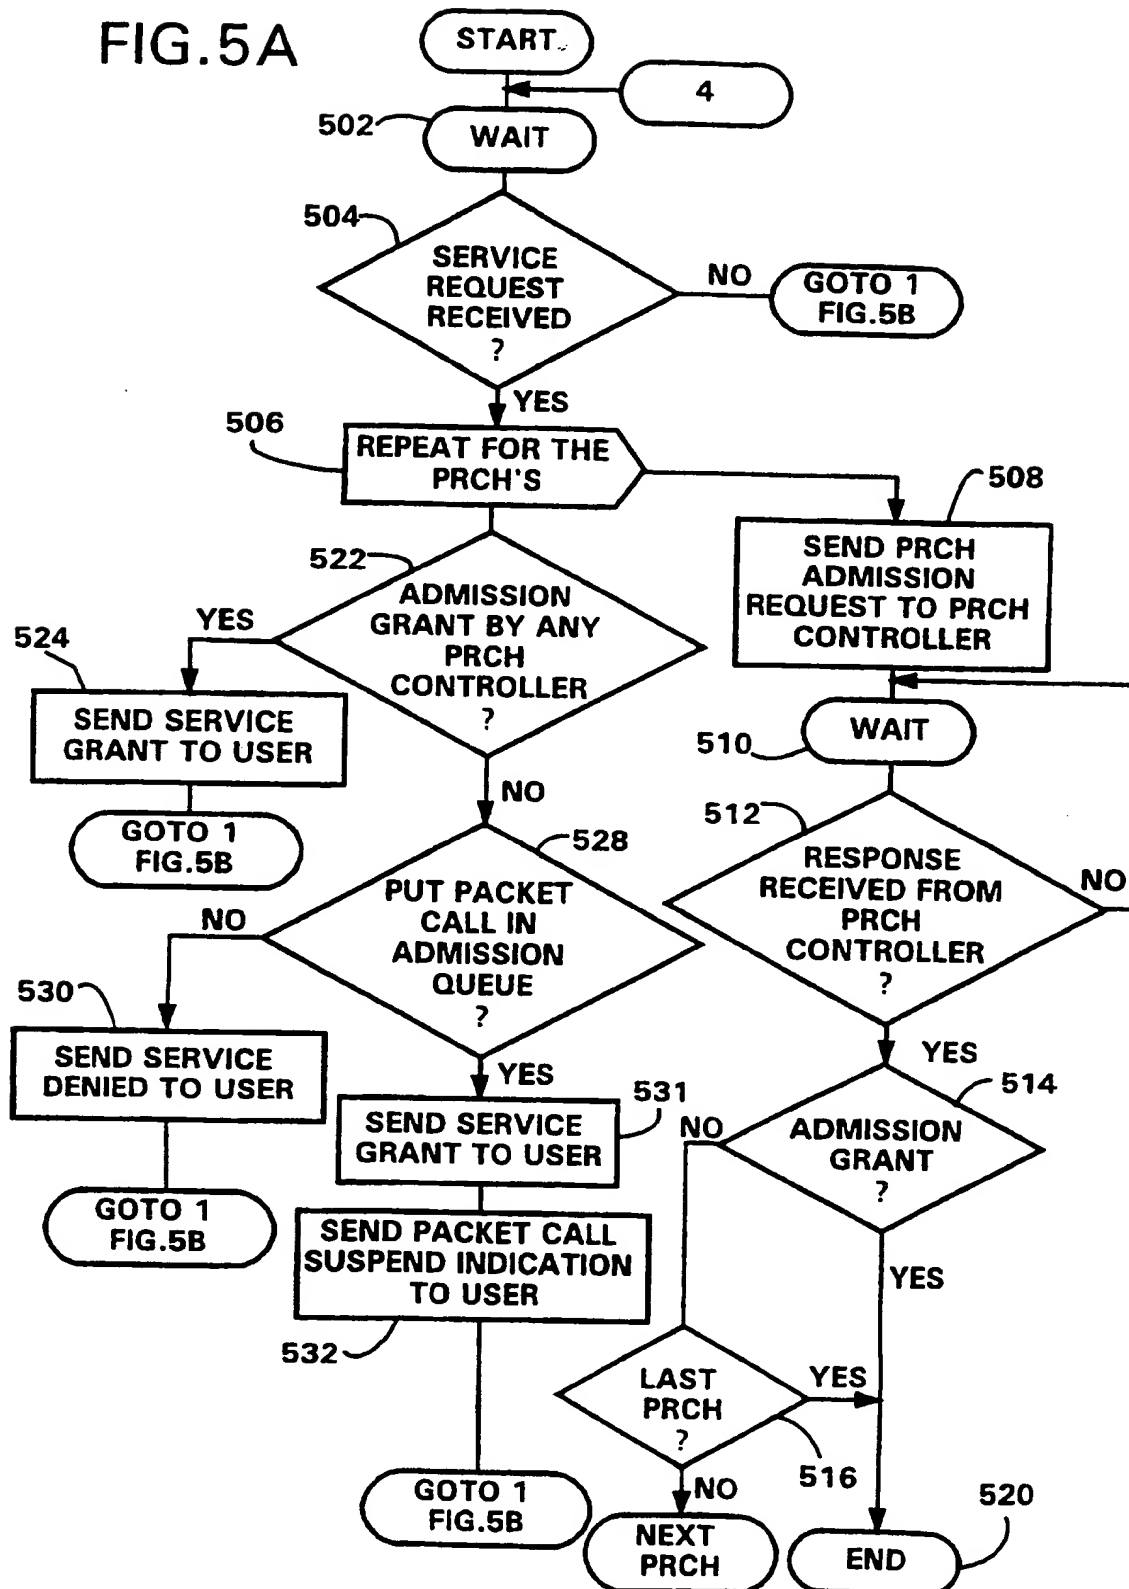 FIG.5A
START
4
502
WAIT
504
SERVICE
REQUEST
RECEIVED
?
NO
GOTO 1
FIG.5B
YES
506
REPEAT FOR THE
PRCH'S
508
SEND PRCH
ADMISSION
REQUEST TO PRCH
CONTROLLER
522
ADMISSION
GRANT BY ANY
PRCH
CONTROLLER
?
YES
524
SEND SERVICE
GRANT TO USER
GOTO 1
FIG.5B
NO
510
WAIT
512
RESPONSE
RECEIVED FROM
PRCH
CONTROLLER
?
NO
528
PUT PACKET
CALL IN
ADMISSION
QUEUE
?
NO
530
SEND SERVICE
DENIED TO USER
GOTO 1
FIG.5B
YES
531
SEND SERVICE
GRANT TO USER
SEND PACKET CALL
SUSPEND INDICATION
TO USER
532
GOTO 1
FIG.5B
YES
514
ADMISSION
GRANT
?
NO
YES
LAST
PRCH
?
YES
516
NO
NEXT
PRCH
520
END